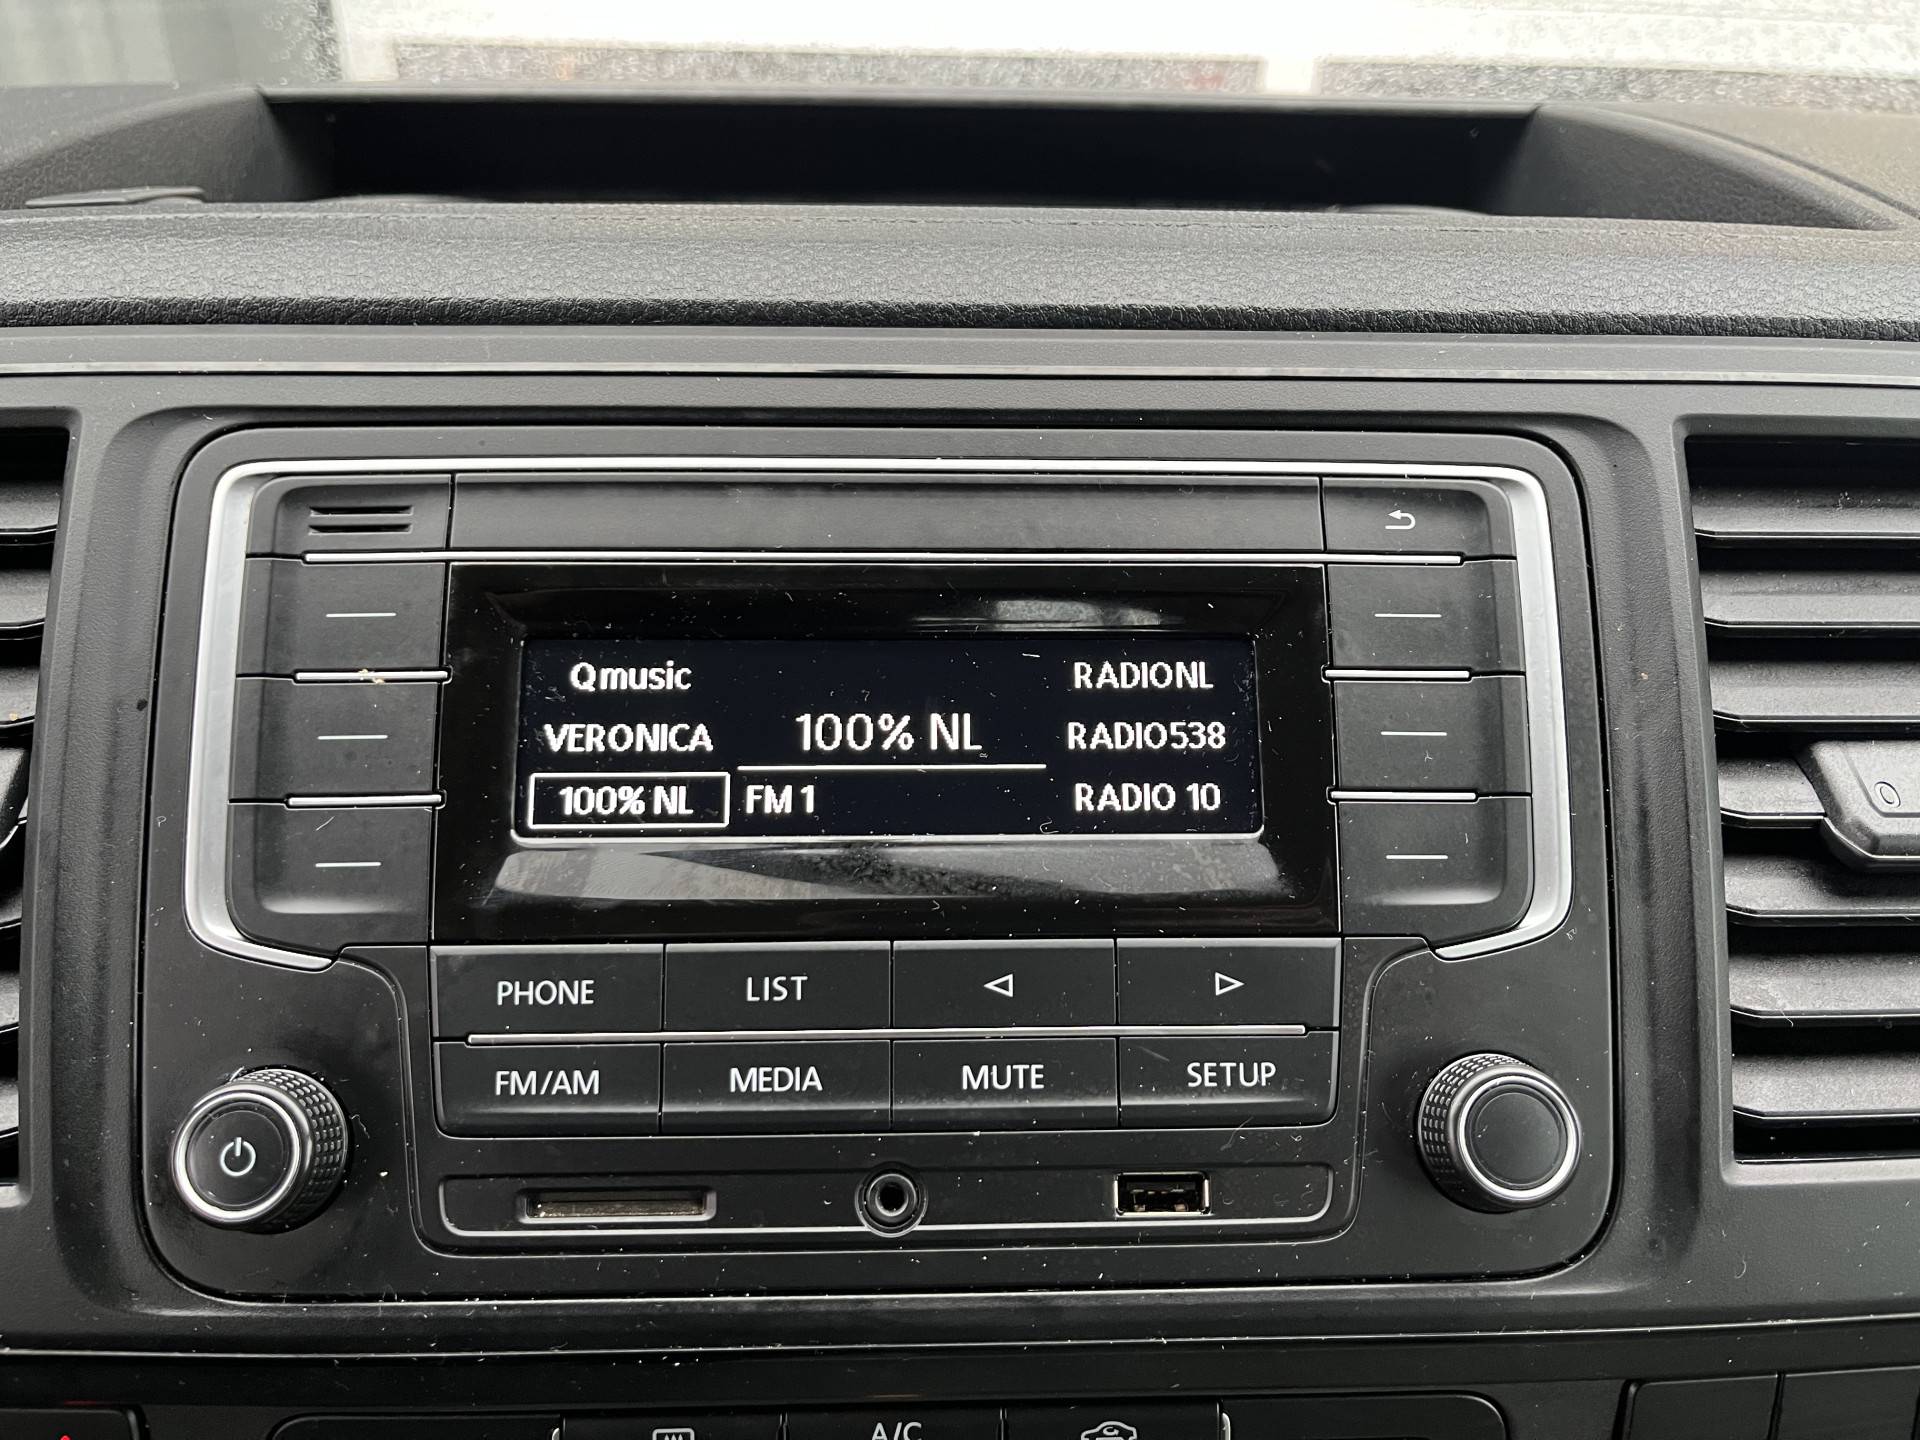 Qmusic
RADIONL
VERONICA
100% NL
RADIO538
100% NL
FM 1
RADIO 10
PHONE
LIST
FM/AM
MEDIA
MUTE
SETUP
A/C